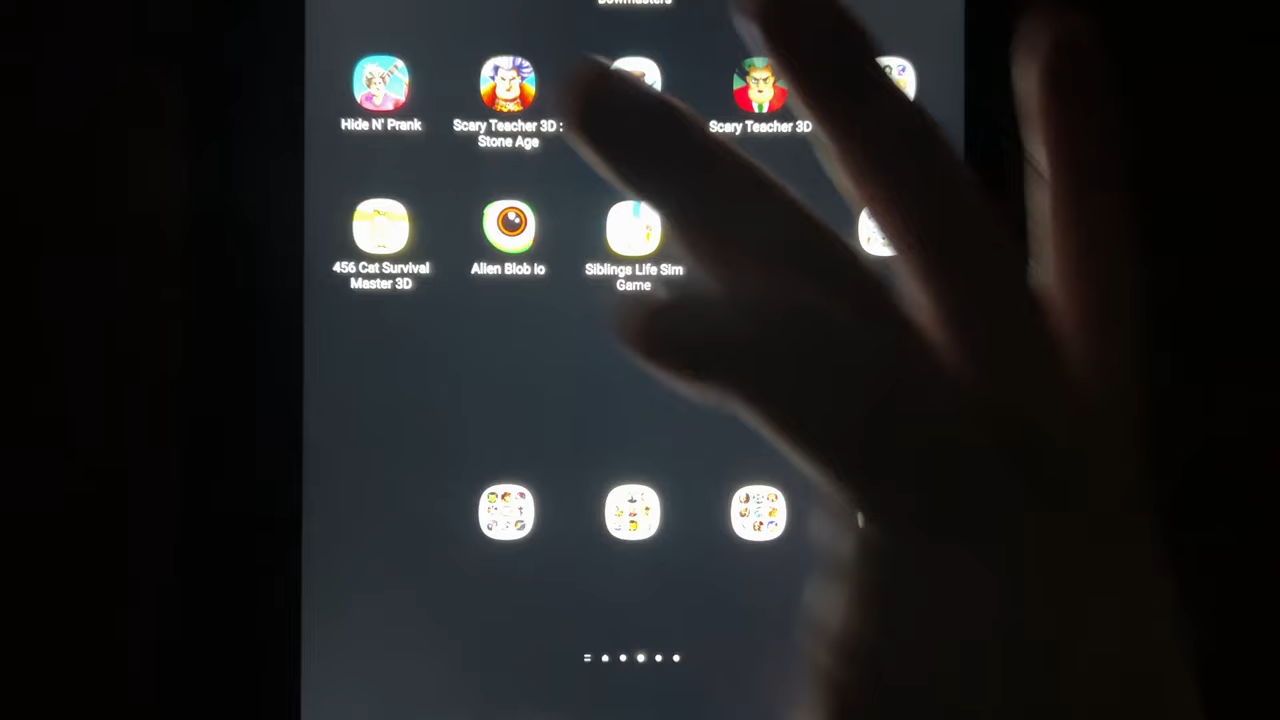 Bowmasters
Hide N' Prank
Scary Teacher 3D :
Stone Age
Scary Teacher 3D
456 Cat Survival
Master 3D
Alien Blob io
Siblings Life Sim
Game